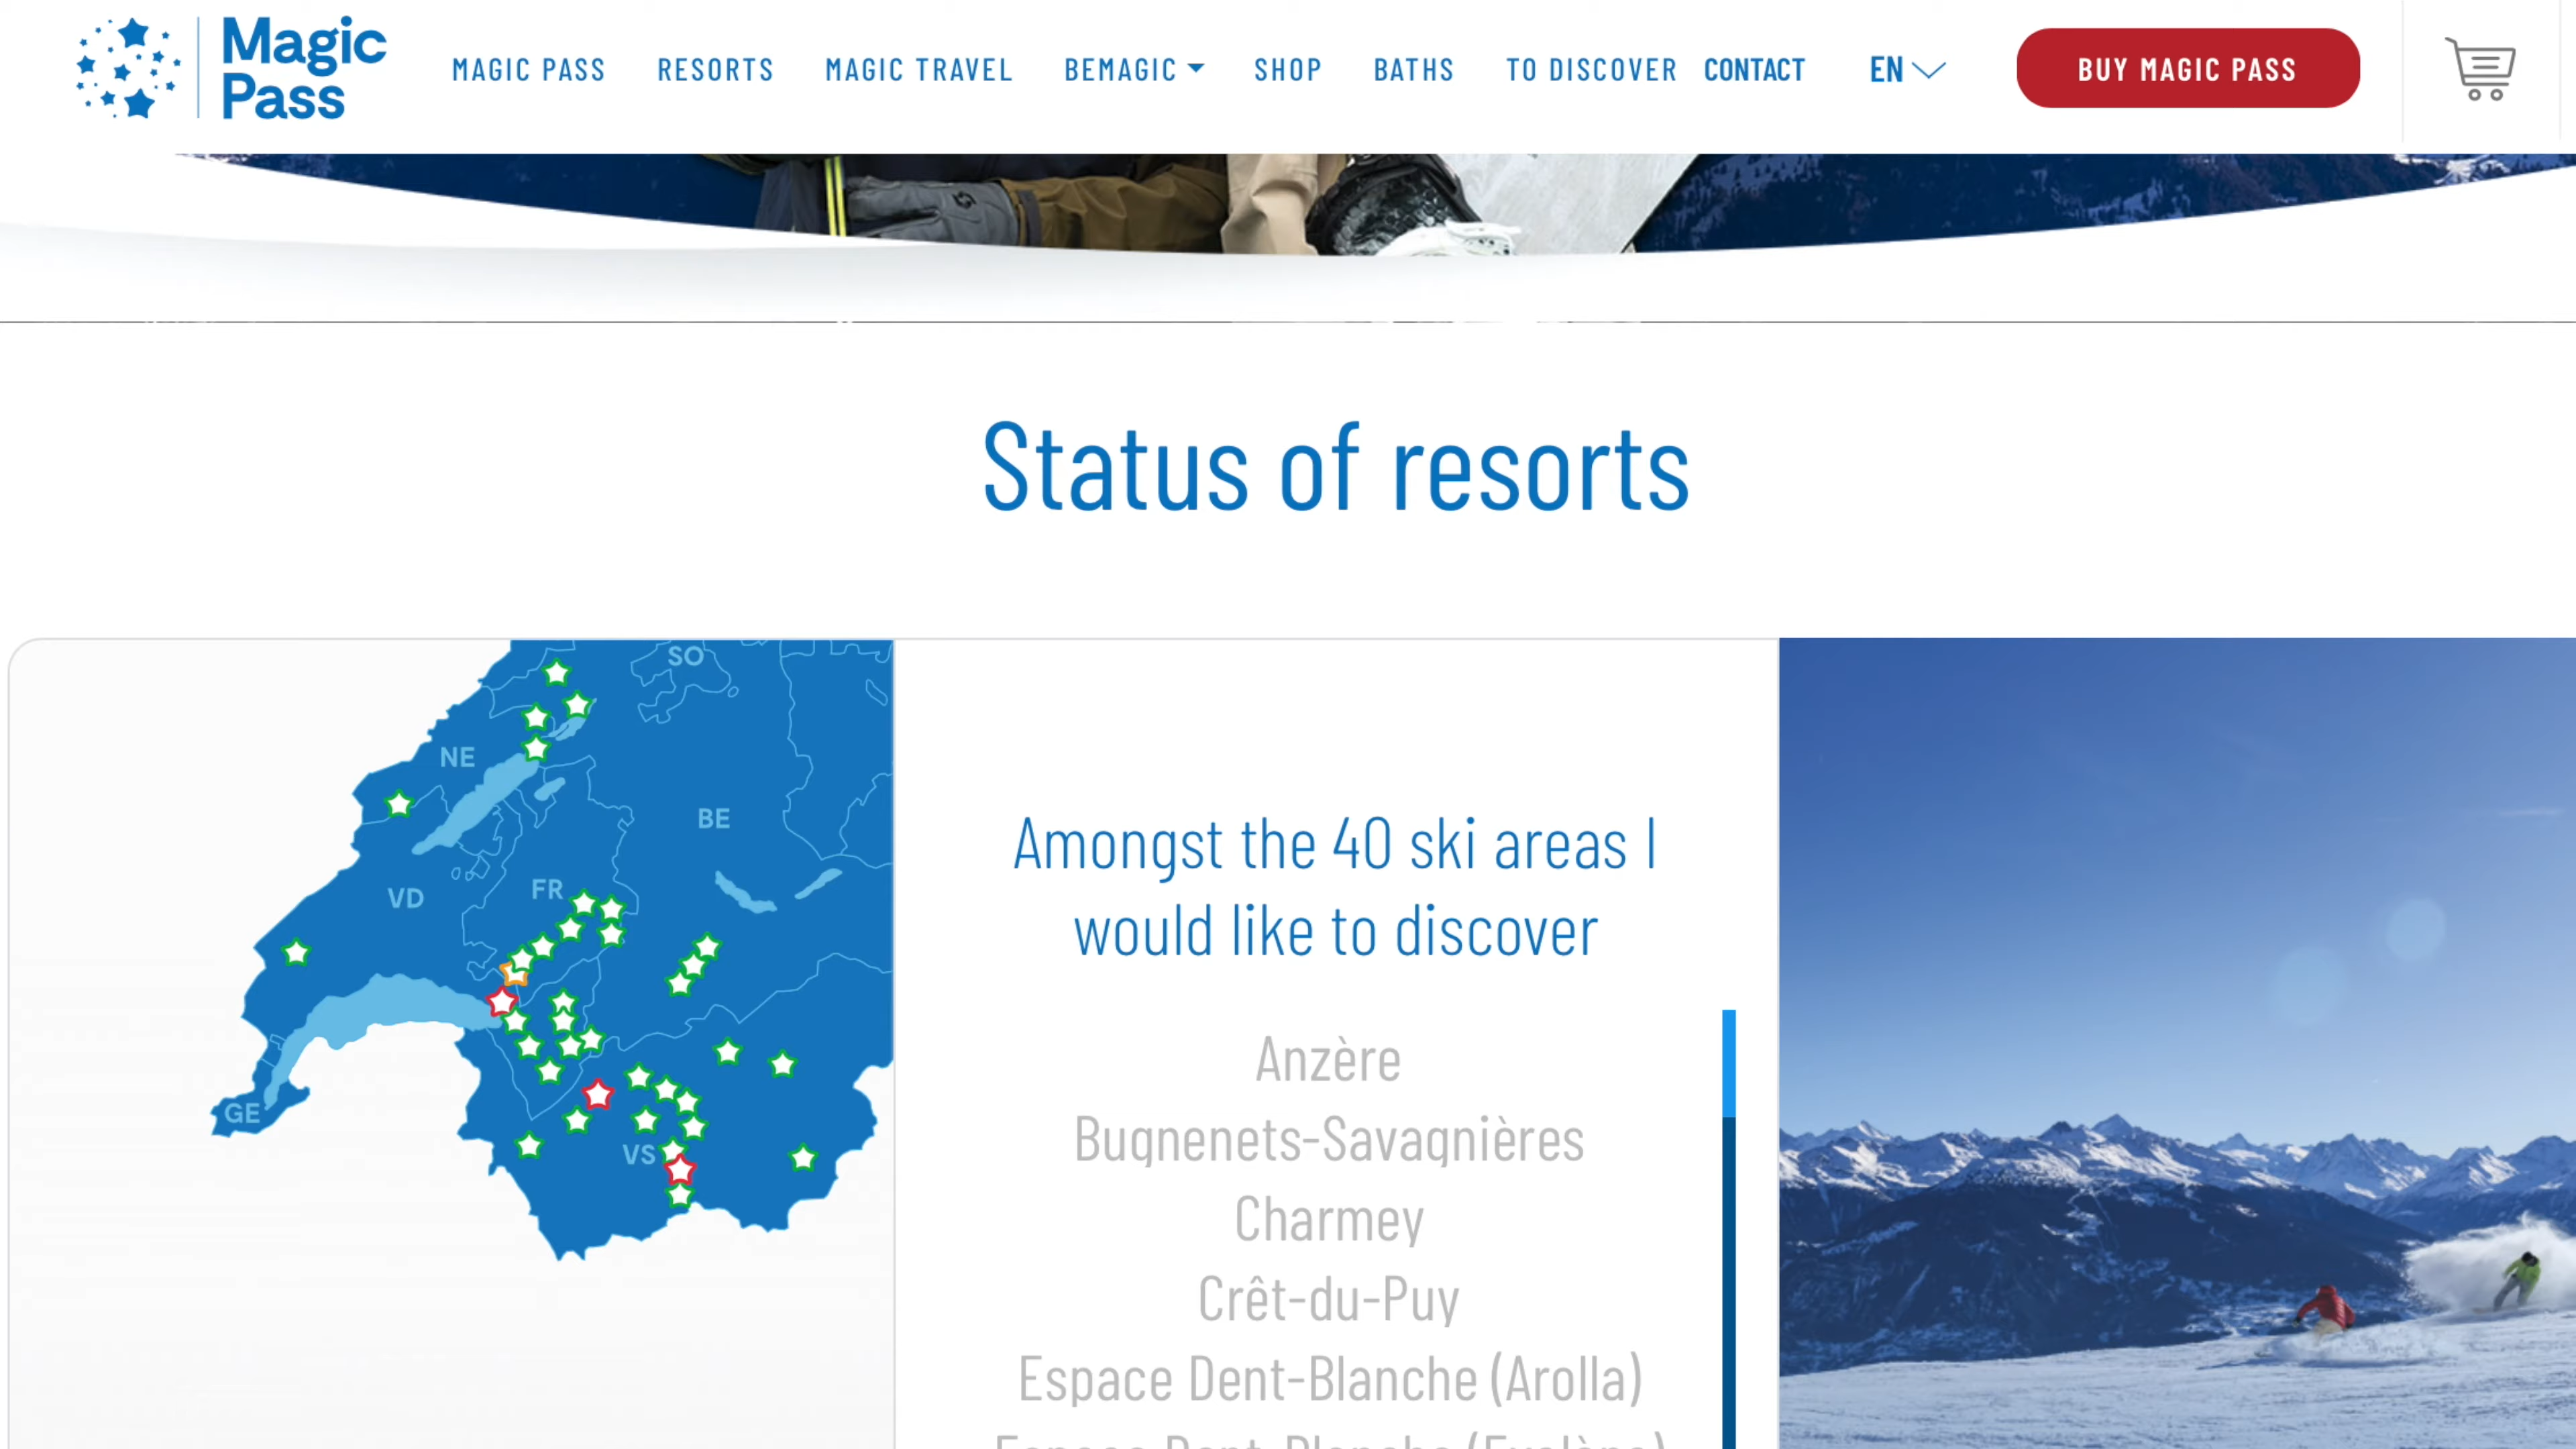 Magic
Pass
MAGIC PASS RESORTS MAGIC TRAVEL BEMAGIC SHOP BATHS TO DISCOVER CONTACT EN BUY MAGIC PASS
Status of resorts
SO
NE
BE
VD
FR
GE
VS
Amongst the 40 ski areas I
would like to discover
Anzère
Bugnenets-Savagnières
Charmey
Crêt-du-Puy
Espace Dent-Blanche (Arolla)